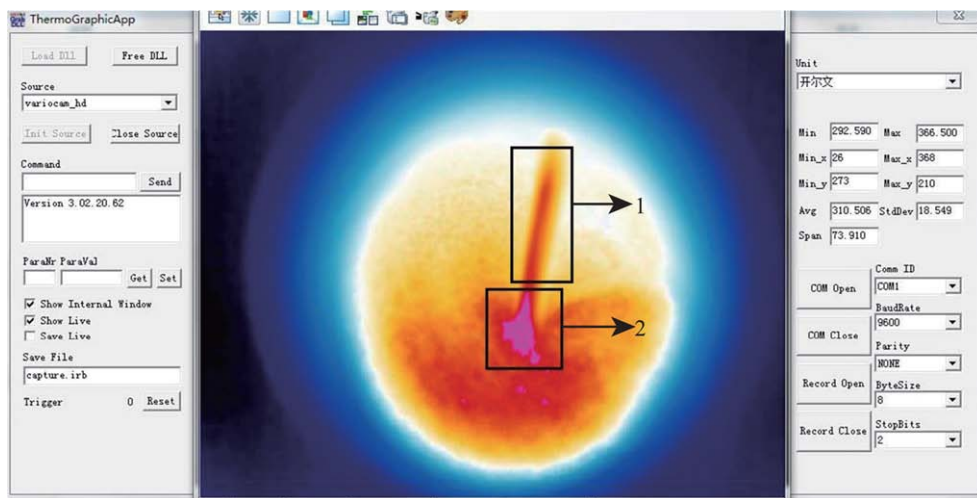 ThermoGraphicApp
Load Dll Free DLL
Source
variocam_hd
Init Source Close Source
Command
Send
Version 3.02.20.62
ParaNr ParaVal
Get Set
Show Internal Window
Show Live
Save Live
Save File
capture.irb
Trigger 0 Reset
1
2
Unit
开尔文
Min 292.590 Max 366.500
Min_x 26 Max_x 368
Min_y 273 Max_y 210
Avg 310.506 StdDev 18.549
Span 73.910
Comm ID
COM Open COM1
BaudRate
9600
COM Close
Parity
NONE
Record Open
ByteSize
8
Record Close
StopBits
2